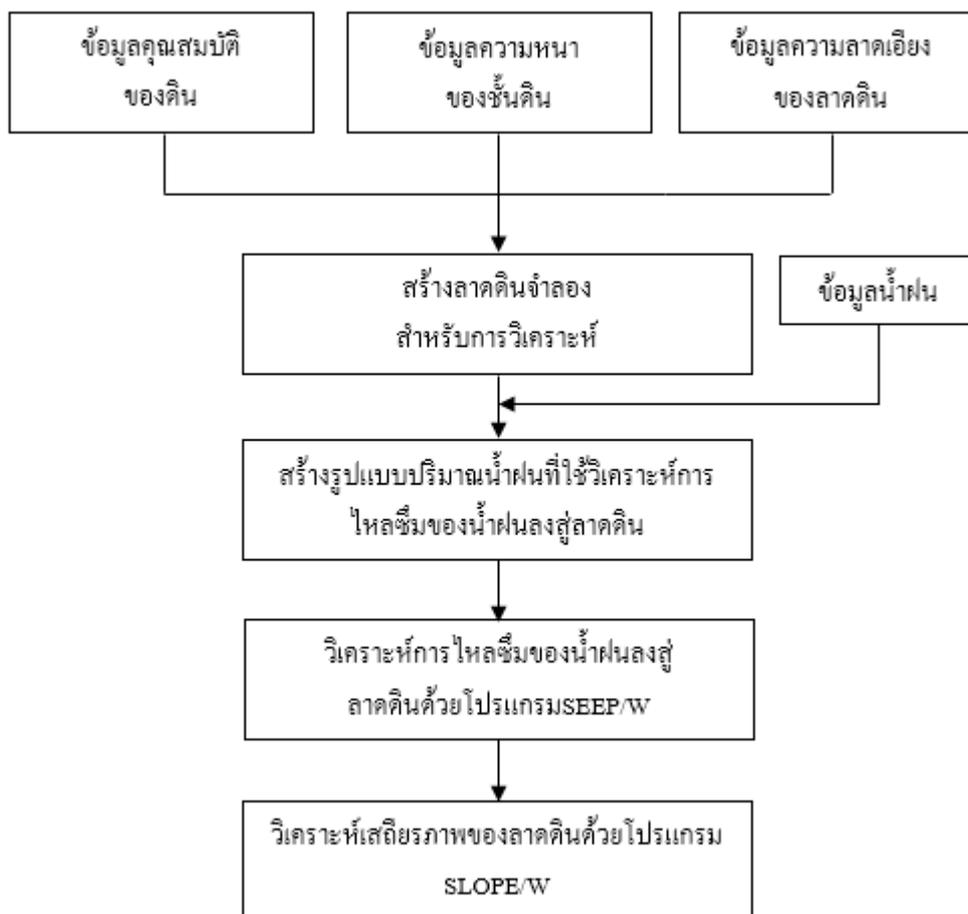 ข้อมูลคุณสมบัติ
ของดิน
ข้อมูลความหนา
ของชั้นดิน
ข้อมูลความลาดเอียง
ของลาดดิน
สร้างลาดดินจำลอง
สำหรับการวิเคราะห์
ข้อมูลน้ำฝน
สร้างรูปแบบปริมาณน้ำฝนที่ใช้วิเคราะห์การ
ไหลซึมของน้ำฝนลงสู่ลาดดิน
วิเคราะห์การไหลซึมของน้ำฝนลงสู่
ลาดดินด้วยโปรแกรมSEEP/W
วิเคราะห์เสถียรภาพของลาดดินด้วยโปรแกรม
SLOPE/W